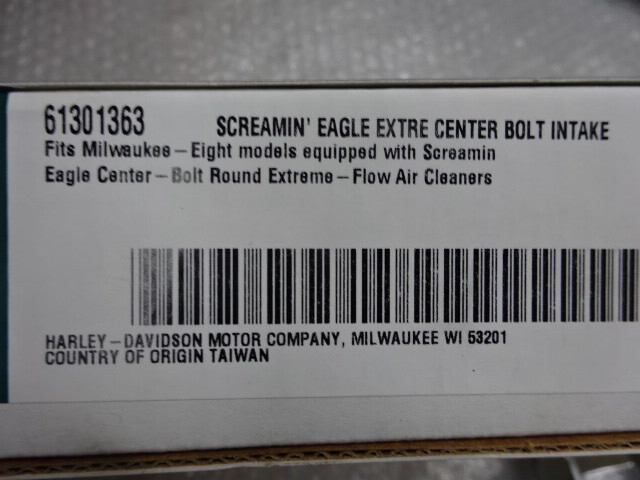 61301363 SCREAMIN' EAGLE EXTRE CENTER BOLT INTAKE
Fits Milwaukee-Eight models equipped with Screamin
Eagle Center-Bolt Round Extreme-Flow Air Cleaners
HARLEY-DAVIDSON MOTOR COMPANY, MILWAUKEE WI 53201
COUNTRY OF ORIGIN TAIWAN